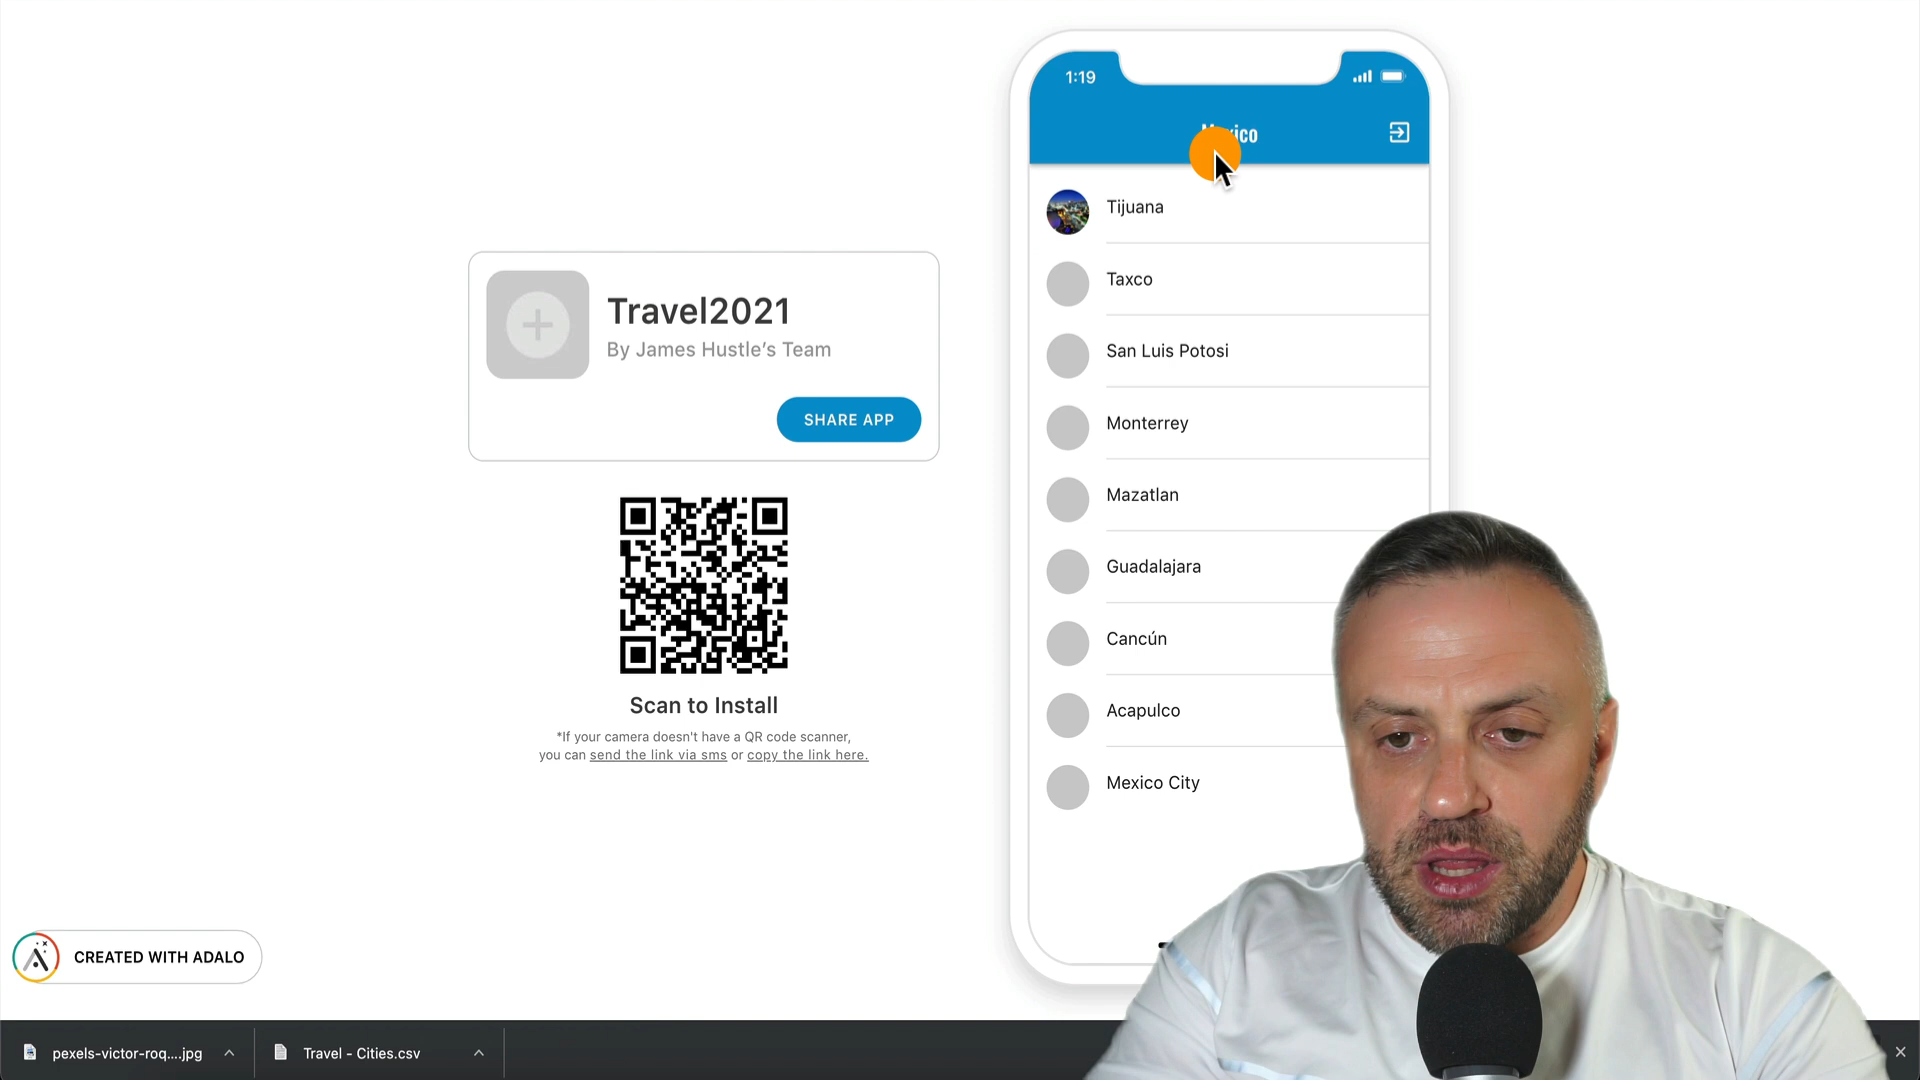 Travel2021
By James Hustle's Team
SHARE APP
Scan to Install
*If your camera doesn't have a QR code scanner,
you can send the link via sms or copy the link here.
1:19
Tijuana
Taxco
San Luis Potosi
Monterrey
Mazatlan
Guadalajara
Cancún
Acapulco
Mexico City
CREATED WITH ADALO
pexels-victor-roq....jpg
Travel - Cities.csv